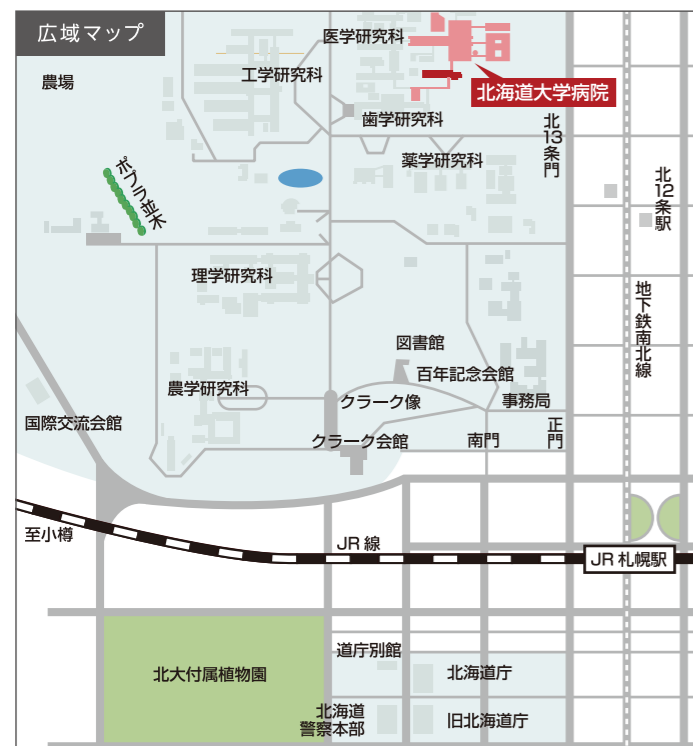 広域マップ
医学研究科
農場
工学研究科
北海道大学病院
歯学研究科
北13条門
薬学研究科
ポプラ並木
北12条駅
理学研究科
地下鉄南北線
図書館
百年記念会館
農学研究科
クラーク像
事務局
国際交流会館
正門
クラーク会館
南門
至小樽
JR 線
JR 札幌駅
道庁別館
北大付属植物園
北海道庁
北海道
警察本部
旧北海道庁